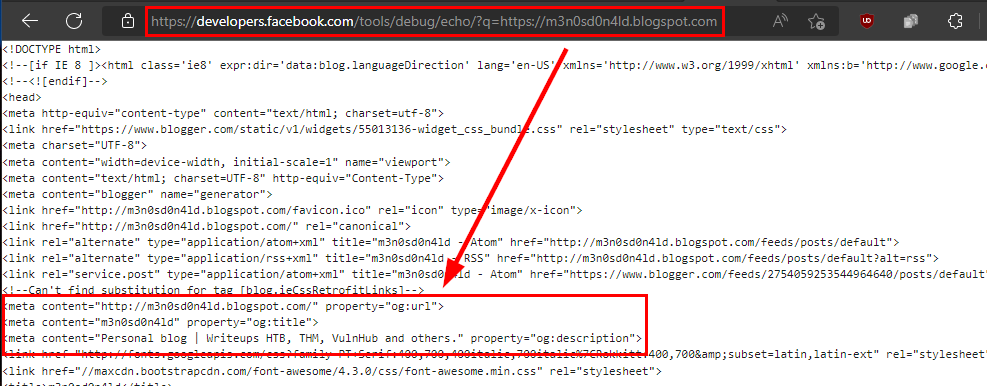 https://developers.facebook.com/tools/debug/echo/?q=https://m3n0sd0n4ld.blogspot.com
<!DOCTYPE html>
<!--[if IE 8 ]><html class='ie8' expr:dir='data:blog.languageDirection' lang='en-US' xmlns='http://www.w3.org/1999/xhtml' xmlns:b='http://www.google.c
<!--<![endif]-->
<head>
<meta http-equiv="content-type" content="text/html; charset=utf-8">
<link href="https://www.blogger.com/static/v1/widgets/55013136-widget_css_bundle.css" rel="stylesheet" type="text/css">
<meta charset="UTF-8">
<meta content="width=device-width, initial-scale=1" name="viewport">
<meta content="text/html; charset=UTF-8" http-equiv="Content-Type">
<meta content="blogger" name="generator">
<link href="http://m3n0sd0n4ld.blogspot.com/favicon.ico" rel="icon" type="image/x-icon">
<link href="http://m3n0sd0n4ld.blogspot.com/" rel="canonical">
<link rel="alternate" type="application/atom+xml" title="m3n0sd0n4ld - Atom" href="http://m3n0sd0n4ld.blogspot.com/feeds/posts/default">
<link rel="alternate" type="application/rss+xml" title="m3n0sd0n4ld - RSS" href="http://m3n0sd0n4ld.blogspot.com/feeds/posts/default?alt=rss">
<link rel="service.post" type="application/atom+xml" title="m3n0sd0n4ld - Atom" href="https://www.blogger.com/feeds/2754059253544964640/posts/default"
<!--Can't find substitution for tag [blog.ieCssRetrofitLinks]-->
<meta content="http://m3n0sd0n4ld.blogspot.com/" property="og:url">
<meta content="m3n0sd0n4ld" property="og:title">
<meta content="Personal blog | Writeups HTB, THM, VulnHub and others." property="og:description">
<link href="http://fonts.googleapis.com/css?family=PT+Serif:400,700,400italic,700italic%7CRokkitt:400,700&amp;subset=latin,latin-ext" rel="stylesheet"
<link href="//maxcdn.bootstrapcdn.com/font-awesome/4.3.0/css/font-awesome.min.css" rel="stylesheet">
<title>m3n0sd0n4ld</title>